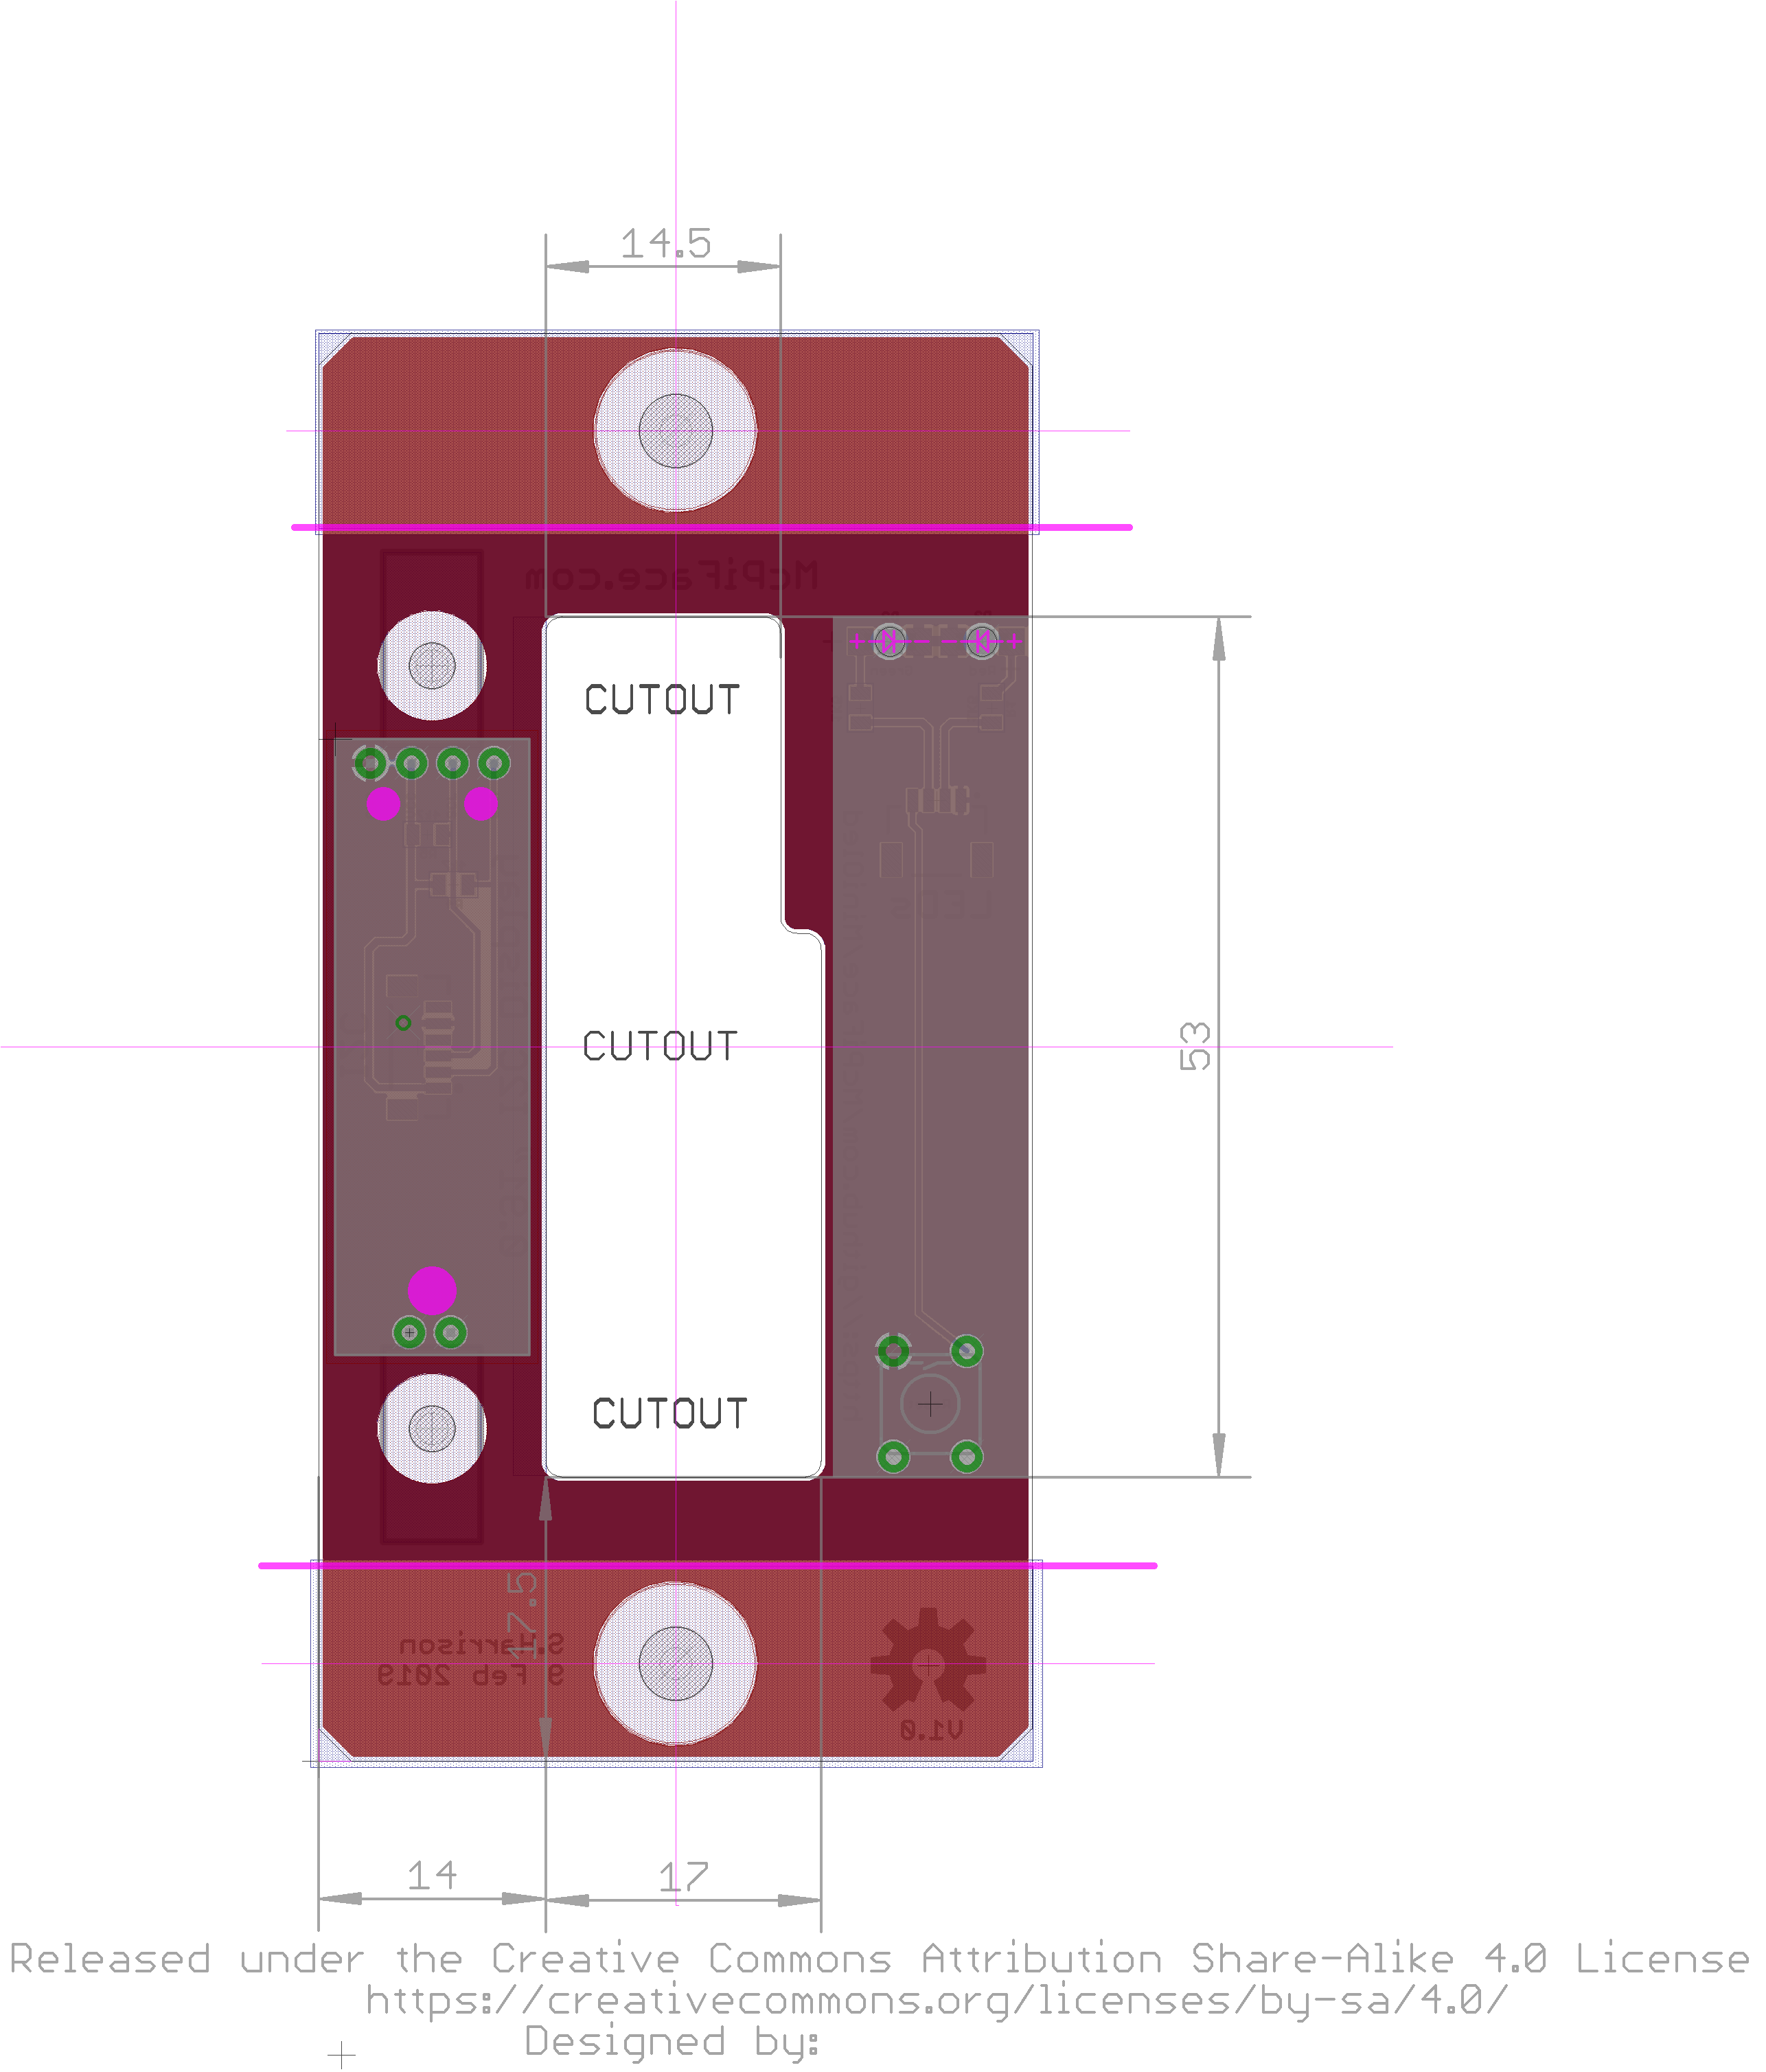 14.5
McPiFace.com
CUTOUT
LEDs
CUTOUT
53
CUTOUT
17.5
S.Harrison
9 Feb 2019
V1.0
14
17
Released under the Creative Commons Attribution Share-Alike 4.0 License
https://creativecommons.org/licenses/by-sa/4.0/
Designed by: